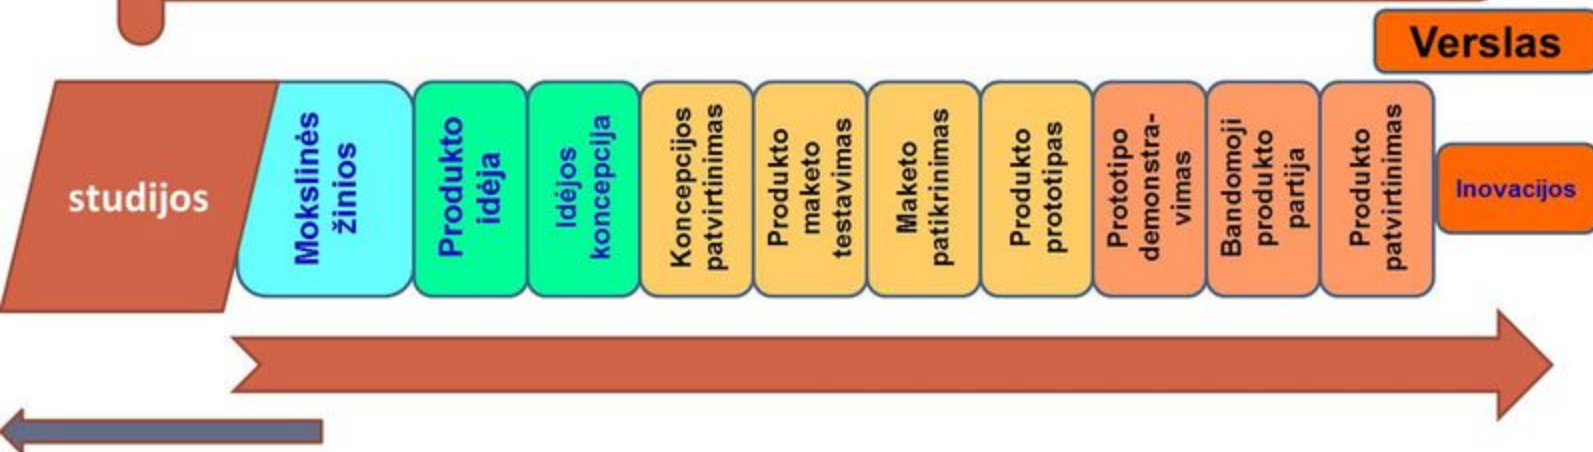 Verslas
studijos
Mokslinės
žinios
Produkto
idėja
Idėjos
koncepcija
Koncepcijos
patvirtinimas
Produkto
maketo
testavimas
Maketo
patikrinimas
Produkto
prototipas
Prototipo
demonstra-
vimas
Bandomoji
produkto
partija
Produkto
patvirtinimas
Inovacijos